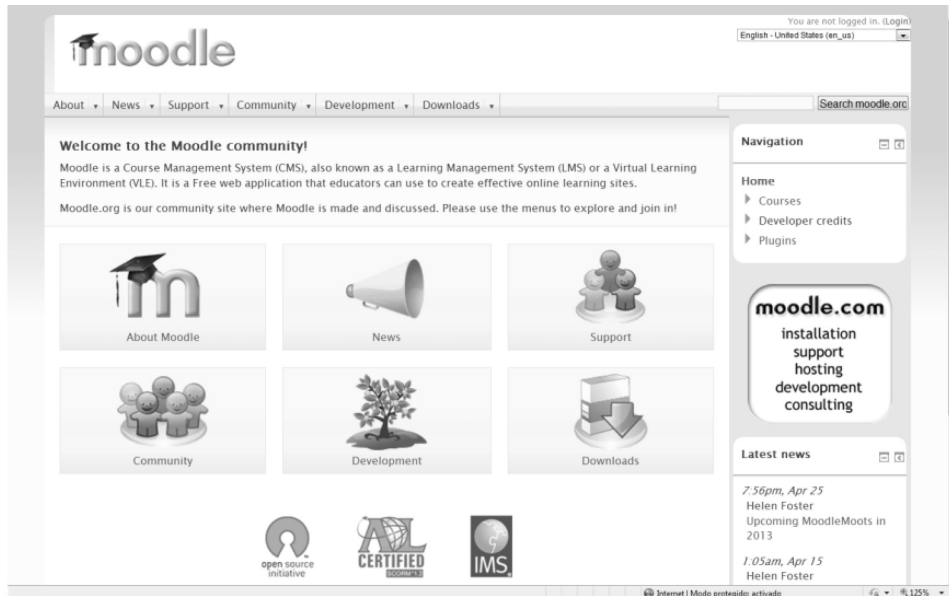 You are not logged in. (Login)
moodle
English - United States (en_us)
About News Support Community Development Downloads
Search moodle.org
Welcome to the Moodle community!
Moodle is a Course Management System (CMS), also known as a Learning Management System (LMS) or a Virtual Learning
Environment (VLE). It is a Free web application that educators can use to create effective online learning sites.
Moodle.org is our community site where Moodle is made and discussed. Please use the menus to explore and join in!
m
About Moodle
News
Support
Community
Development
Downloads
open source
initiative
ADL
CERTIFIED
SCORM 1.2
IMS
Navigation
Home
Courses
Developer credits
Plugins
moodle.com
installation
support
hosting
development
consulting
Latest news
7:56pm, Apr 25
Helen Foster
Upcoming MoodleMoots in
2013
1:05am, Apr 15
Helen Foster
Internet | Modo protegido: activado
125%